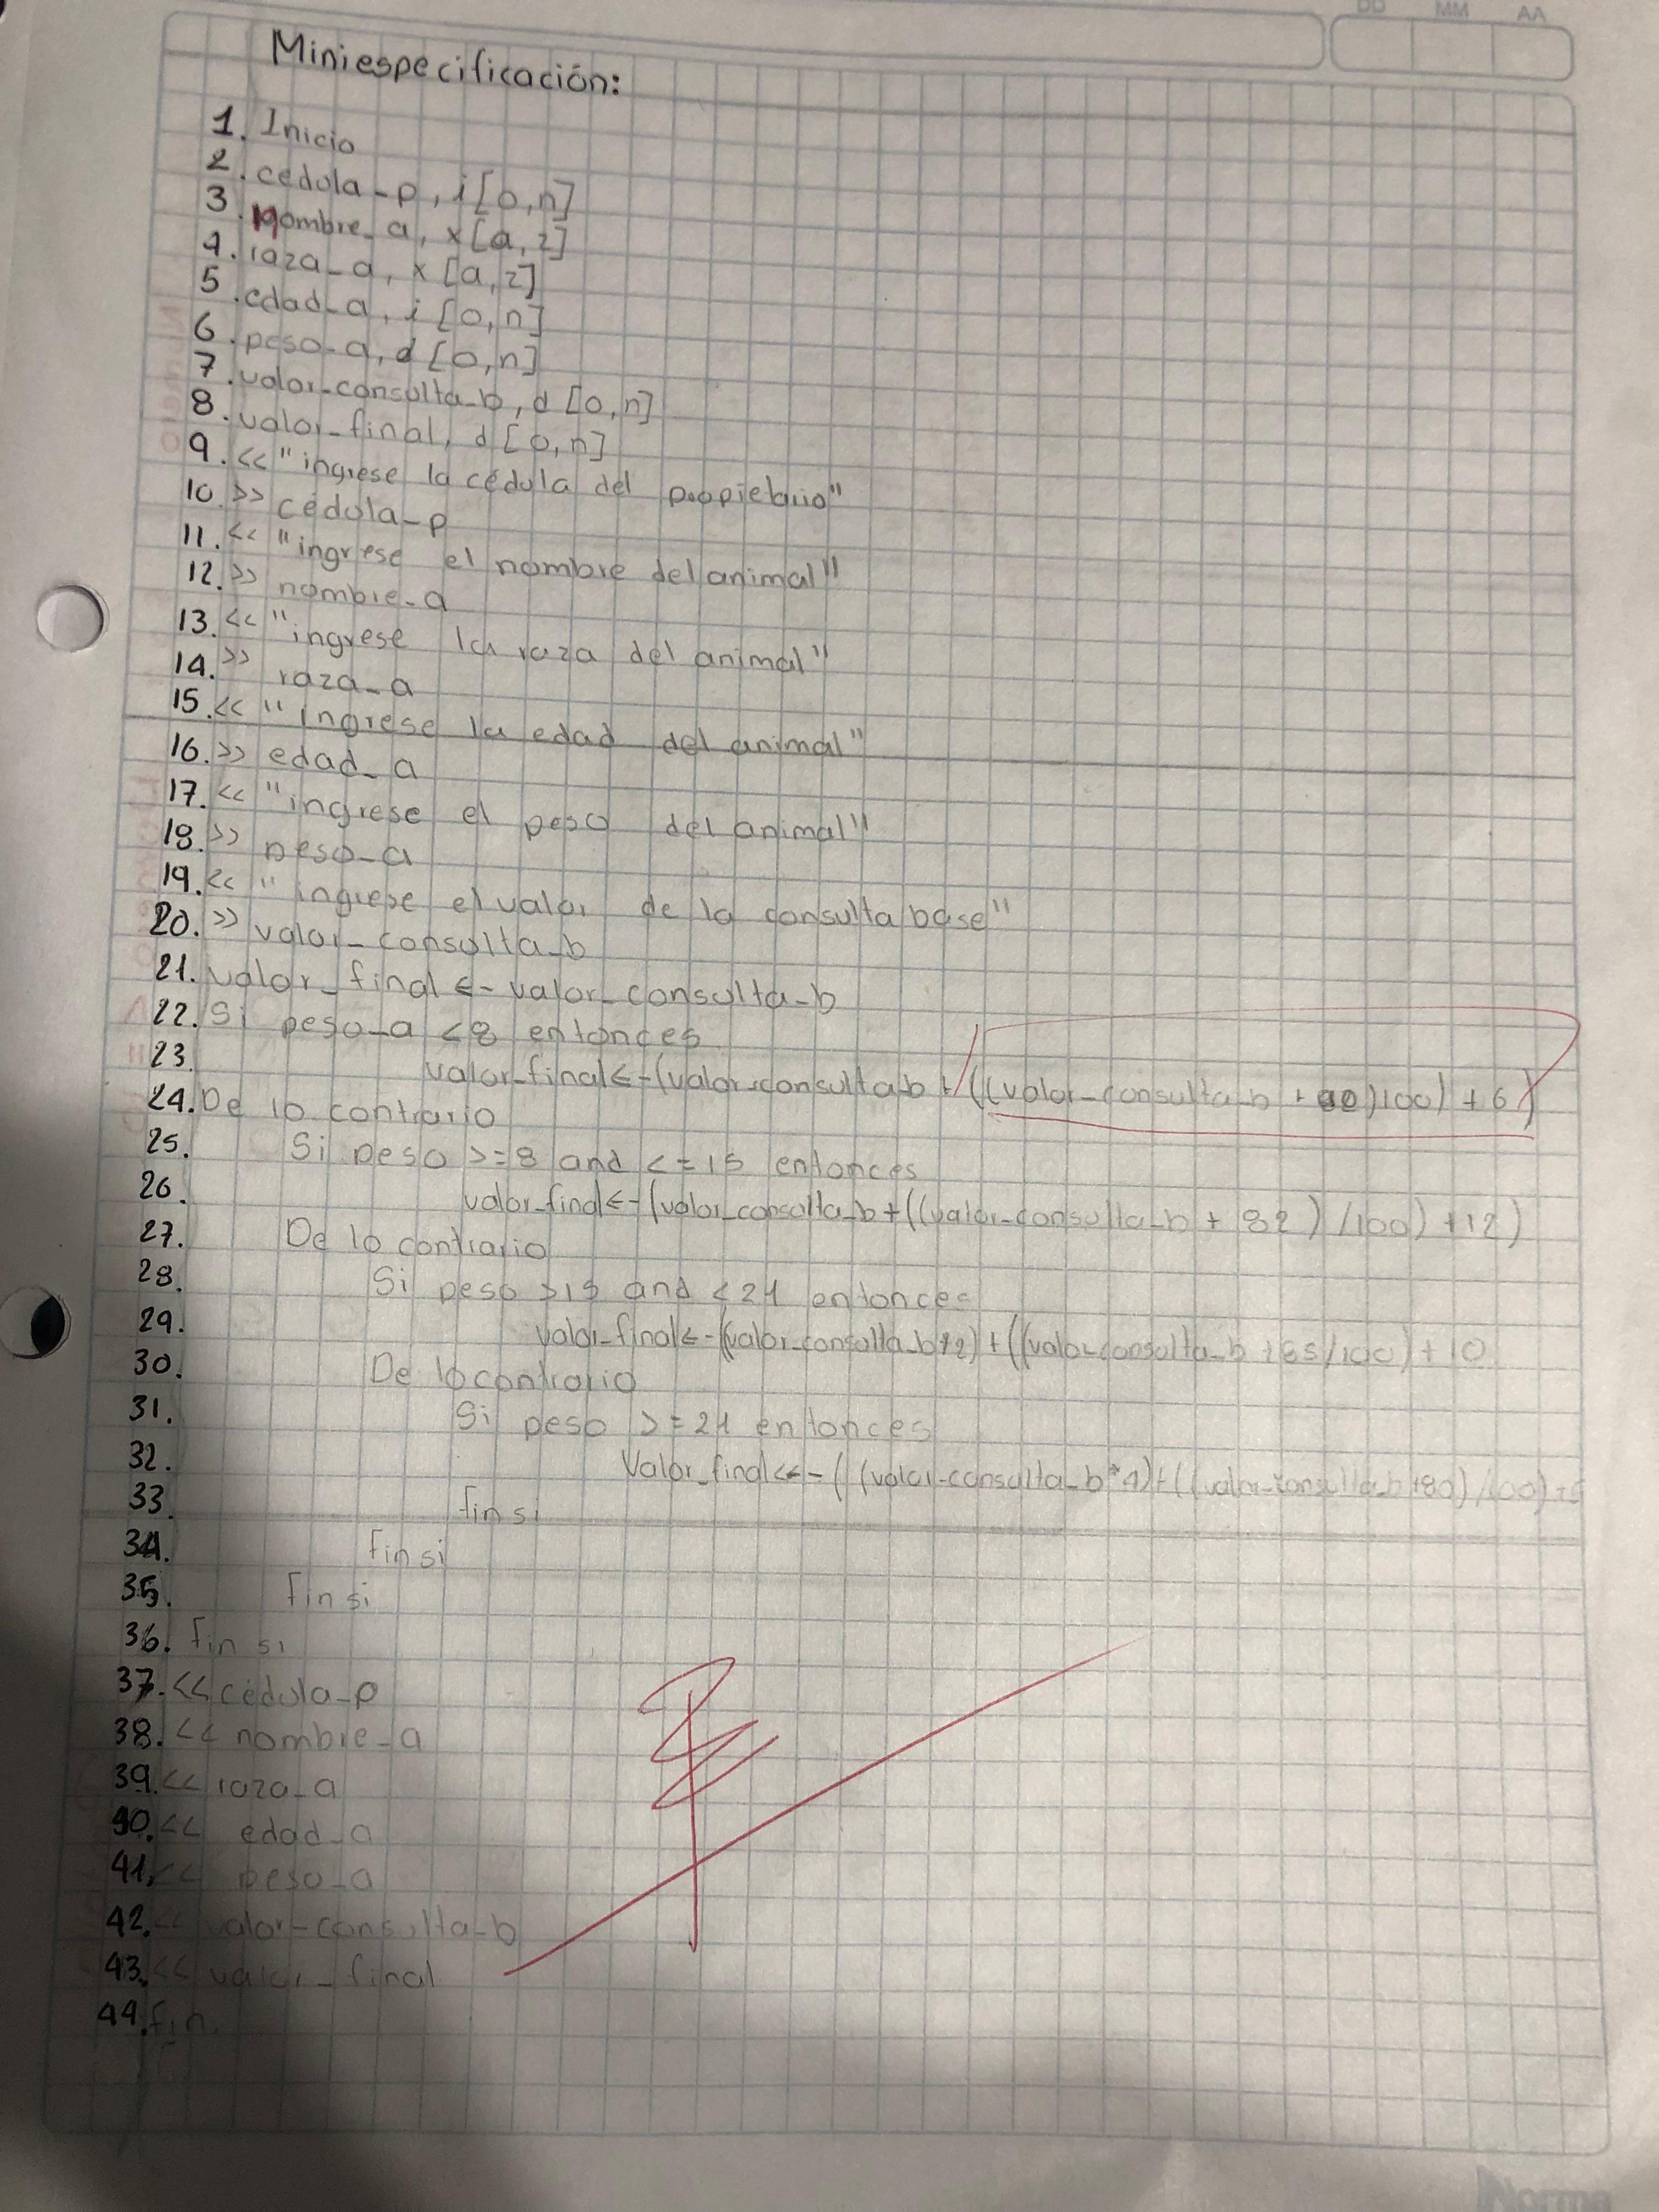 DD MM AA
Miniespecificación:
1. Inicio
2. cedula_p, i[0,n]
3. nombre_a, x[a,z]
4. raza_a, x[a,z]
5. edad_a, i[0,n]
6. peso_a, d[0,n]
7. valor_consulta_b, d[0,n]
8. valor_final, d[0,n]
9. << "ingrese la cédula del propietario"
10. >> cédula_p
11. << "ingrese el nombre del animal"
12. >> nombre_a
13. << "ingrese la raza del animal"
14. >> raza_a
15. << "Ingrese la edad del animal"
16. >> edad_a
17. << "ingrese el peso del animal"
18. >> peso_a
19. << "ingrese el valor de la consulta base"
20. >> valor_consulta_b
21. valor_final <- valor_consulta_b
22. Si peso_a <8 entonces
23. valor_final<-(valor_consulta_b + ((valor_consulta_b + )100) +6)
24. De lo contrario
25. Si peso >=8 and <=15 entonces
26. valor_final<-(valor_consulta_b+((valor_consulta_b + 82) /100) +12)
27. De lo contrario
28. Si peso >15 and <21 entonces
29. valor_final<-((valor_consulta_b*2)+((valor_consulta_b +85/100)+10
30. De lo contrario
31. Si peso >=21 entonces
32. Valor_final<-((valor_consulta_b*4)+((valor_consulta_b+80)/100)
33. fin si
34. fin si
35. fin si
36. fin si
37. << cédula_p
38. << nombre_a
39. << raza_a
40. << edad_a
41. << peso_a
42. << valor_consulta_b
43. << valor_final
44. fin.
Norma